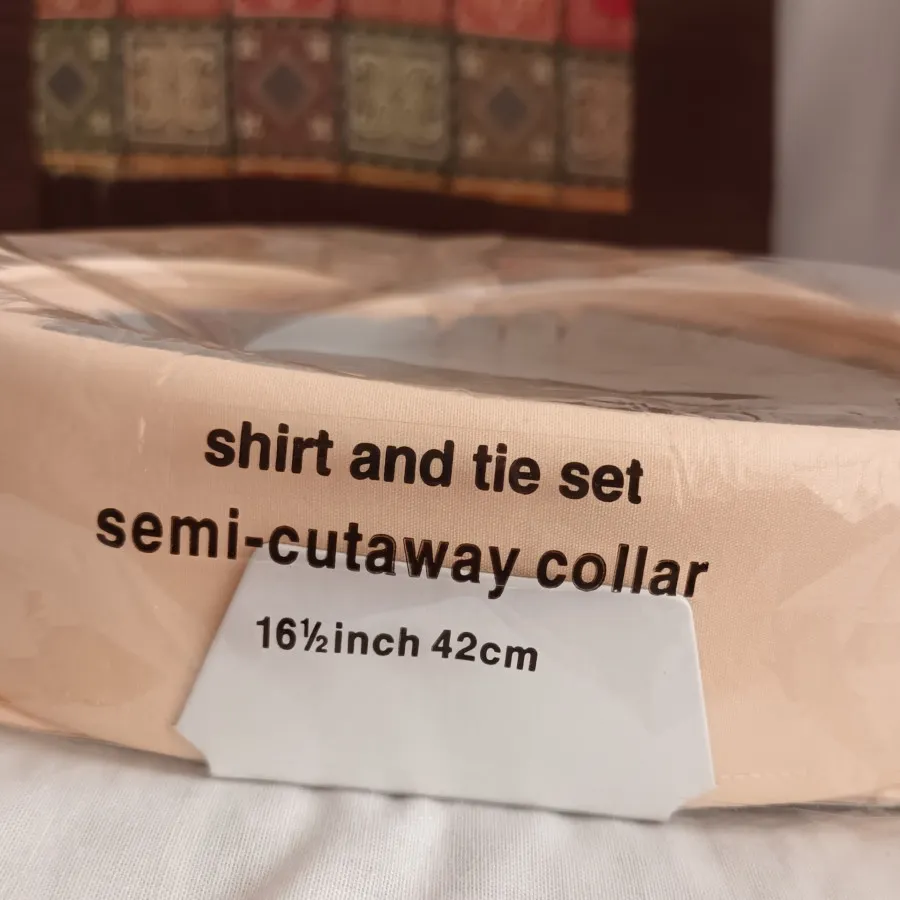 shirt and tie set
semi-cutaway collar
16½inch 42cm